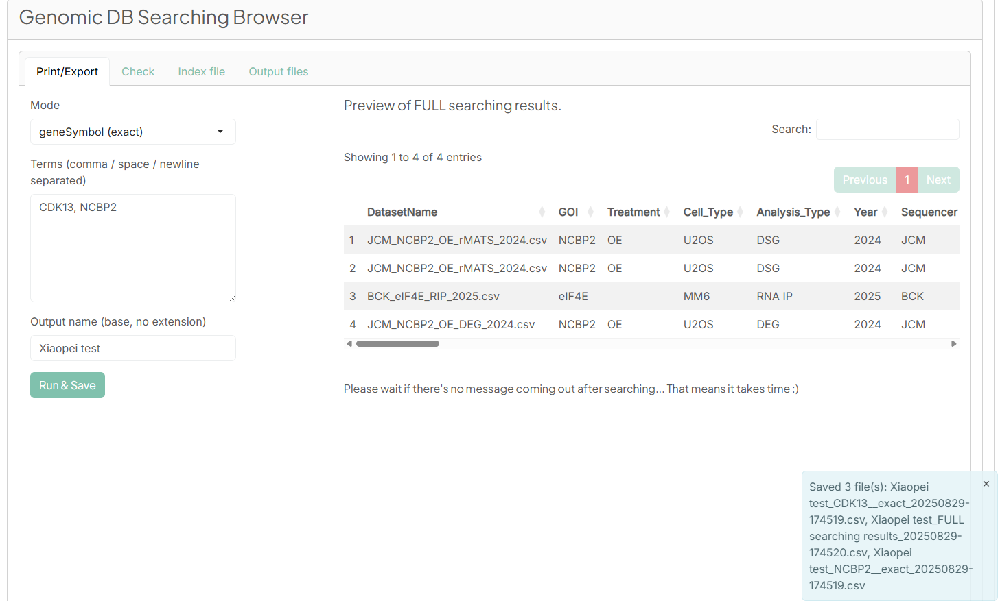 Genomic DB Searching Browser
Print/Export Check Index file Output files
Mode
geneSymbol (exact)
Terms (comma / space / newline
separated)
CDK13, NCBP2
Output name (base, no extension)
Xiaopei test
Run & Save
Preview of FULL searching results.
Search:
Showing 1 to 4 of 4 entries
Previous 1 Next
DatasetName GOI Treatment Cell_Type Analysis_Type Year Sequencer
1 JCM_NCBP2_OE_rMATS_2024.csv NCBP2 OE U2OS DSG 2024 JCM
2 JCM_NCBP2_OE_rMATS_2024.csv NCBP2 OE U2OS DSG 2024 JCM
3 BCK_eIF4E_RIP_2025.csv eIF4E MM6 RNA IP 2025 BCK
4 JCM_NCBP2_OE_DEG_2024.csv NCBP2 OE U2OS DEG 2024 JCM
Please wait if there's no message coming out after searching... That means it takes time :)
Saved 3 file(s): Xiaopei ×
test_CDK13__exact_20250829-
174519.csv, Xiaopei test_FULL
searching results_20250829-
174520.csv, Xiaopei
test_NCBP2__exact_20250829-
174519.csv